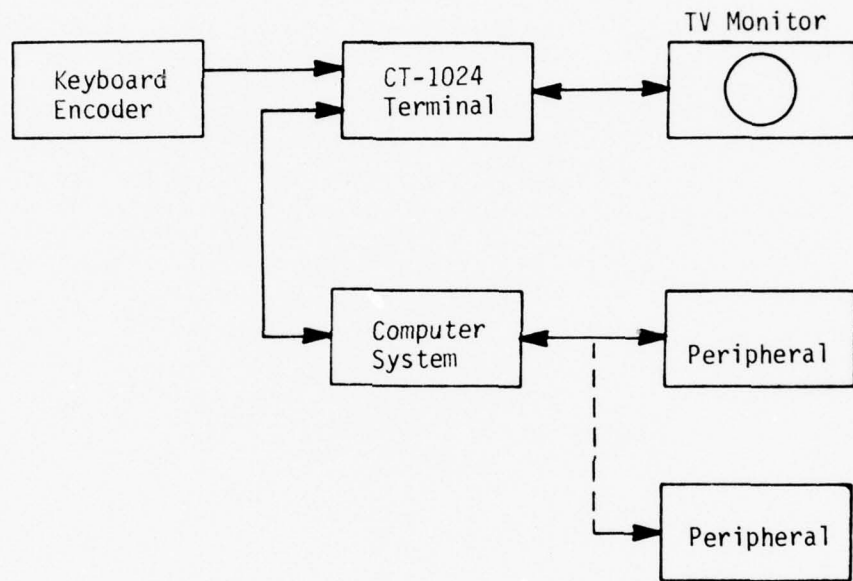 TV Monitor
Keyboard
Encoder
CT-1024
Terminal
Computer
System
Peripheral
Peripheral